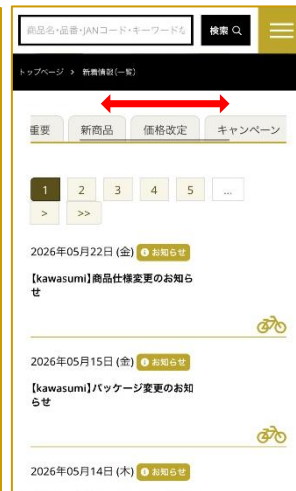 商品名・品番・JANコード・キーワードな
検索
トップページ > 新着情報(一覧)
重要 新商品 価格改定 キャンペーン
1 2 3 4 5 ...
> >>
2026年05月22日 (金) お知らせ
【kawasumi】商品仕様変更のお知ら
せ
2026年05月15日 (金) お知らせ
【kawasumi】パッケージ変更のお知
らせ
2026年05月14日 (木) お知らせ